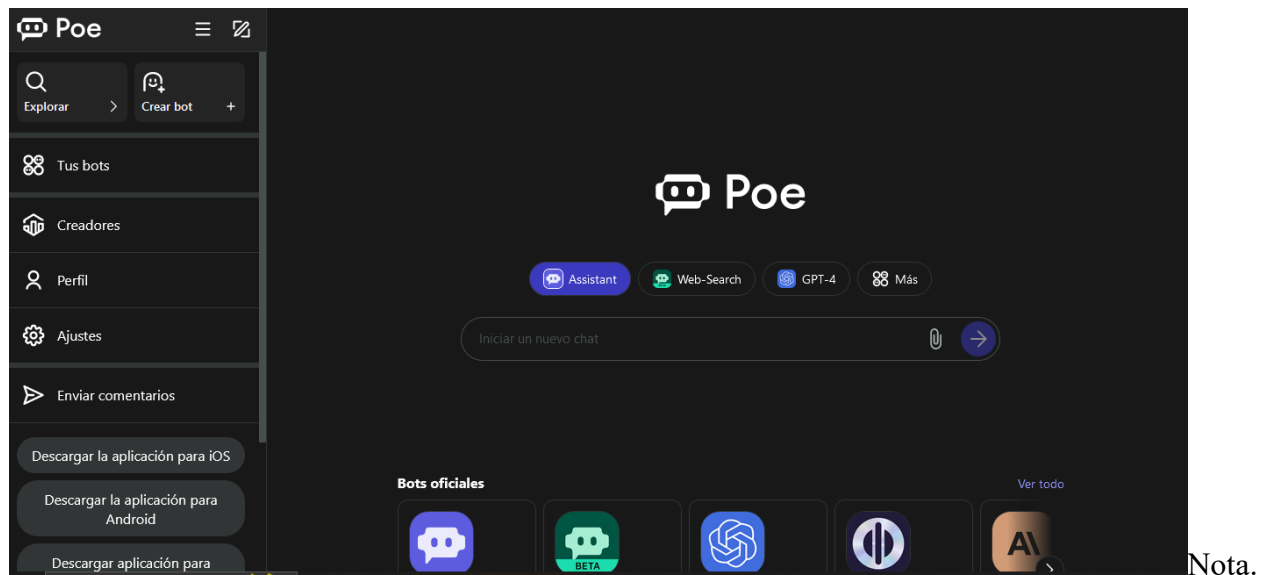 Poe
Explorar
Crear bot +
Tus bots
Creadores
Perfil
Ajustes
Enviar comentarios
Descargar la aplicación para iOS
Descargar la aplicación para
Android
Descargar aplicación para
Poe
Assistant
Web-Search
GPT-4
Más
Iniciar un nuevo chat
Bots oficiales
Ver todo
BETA
AI
Nota.